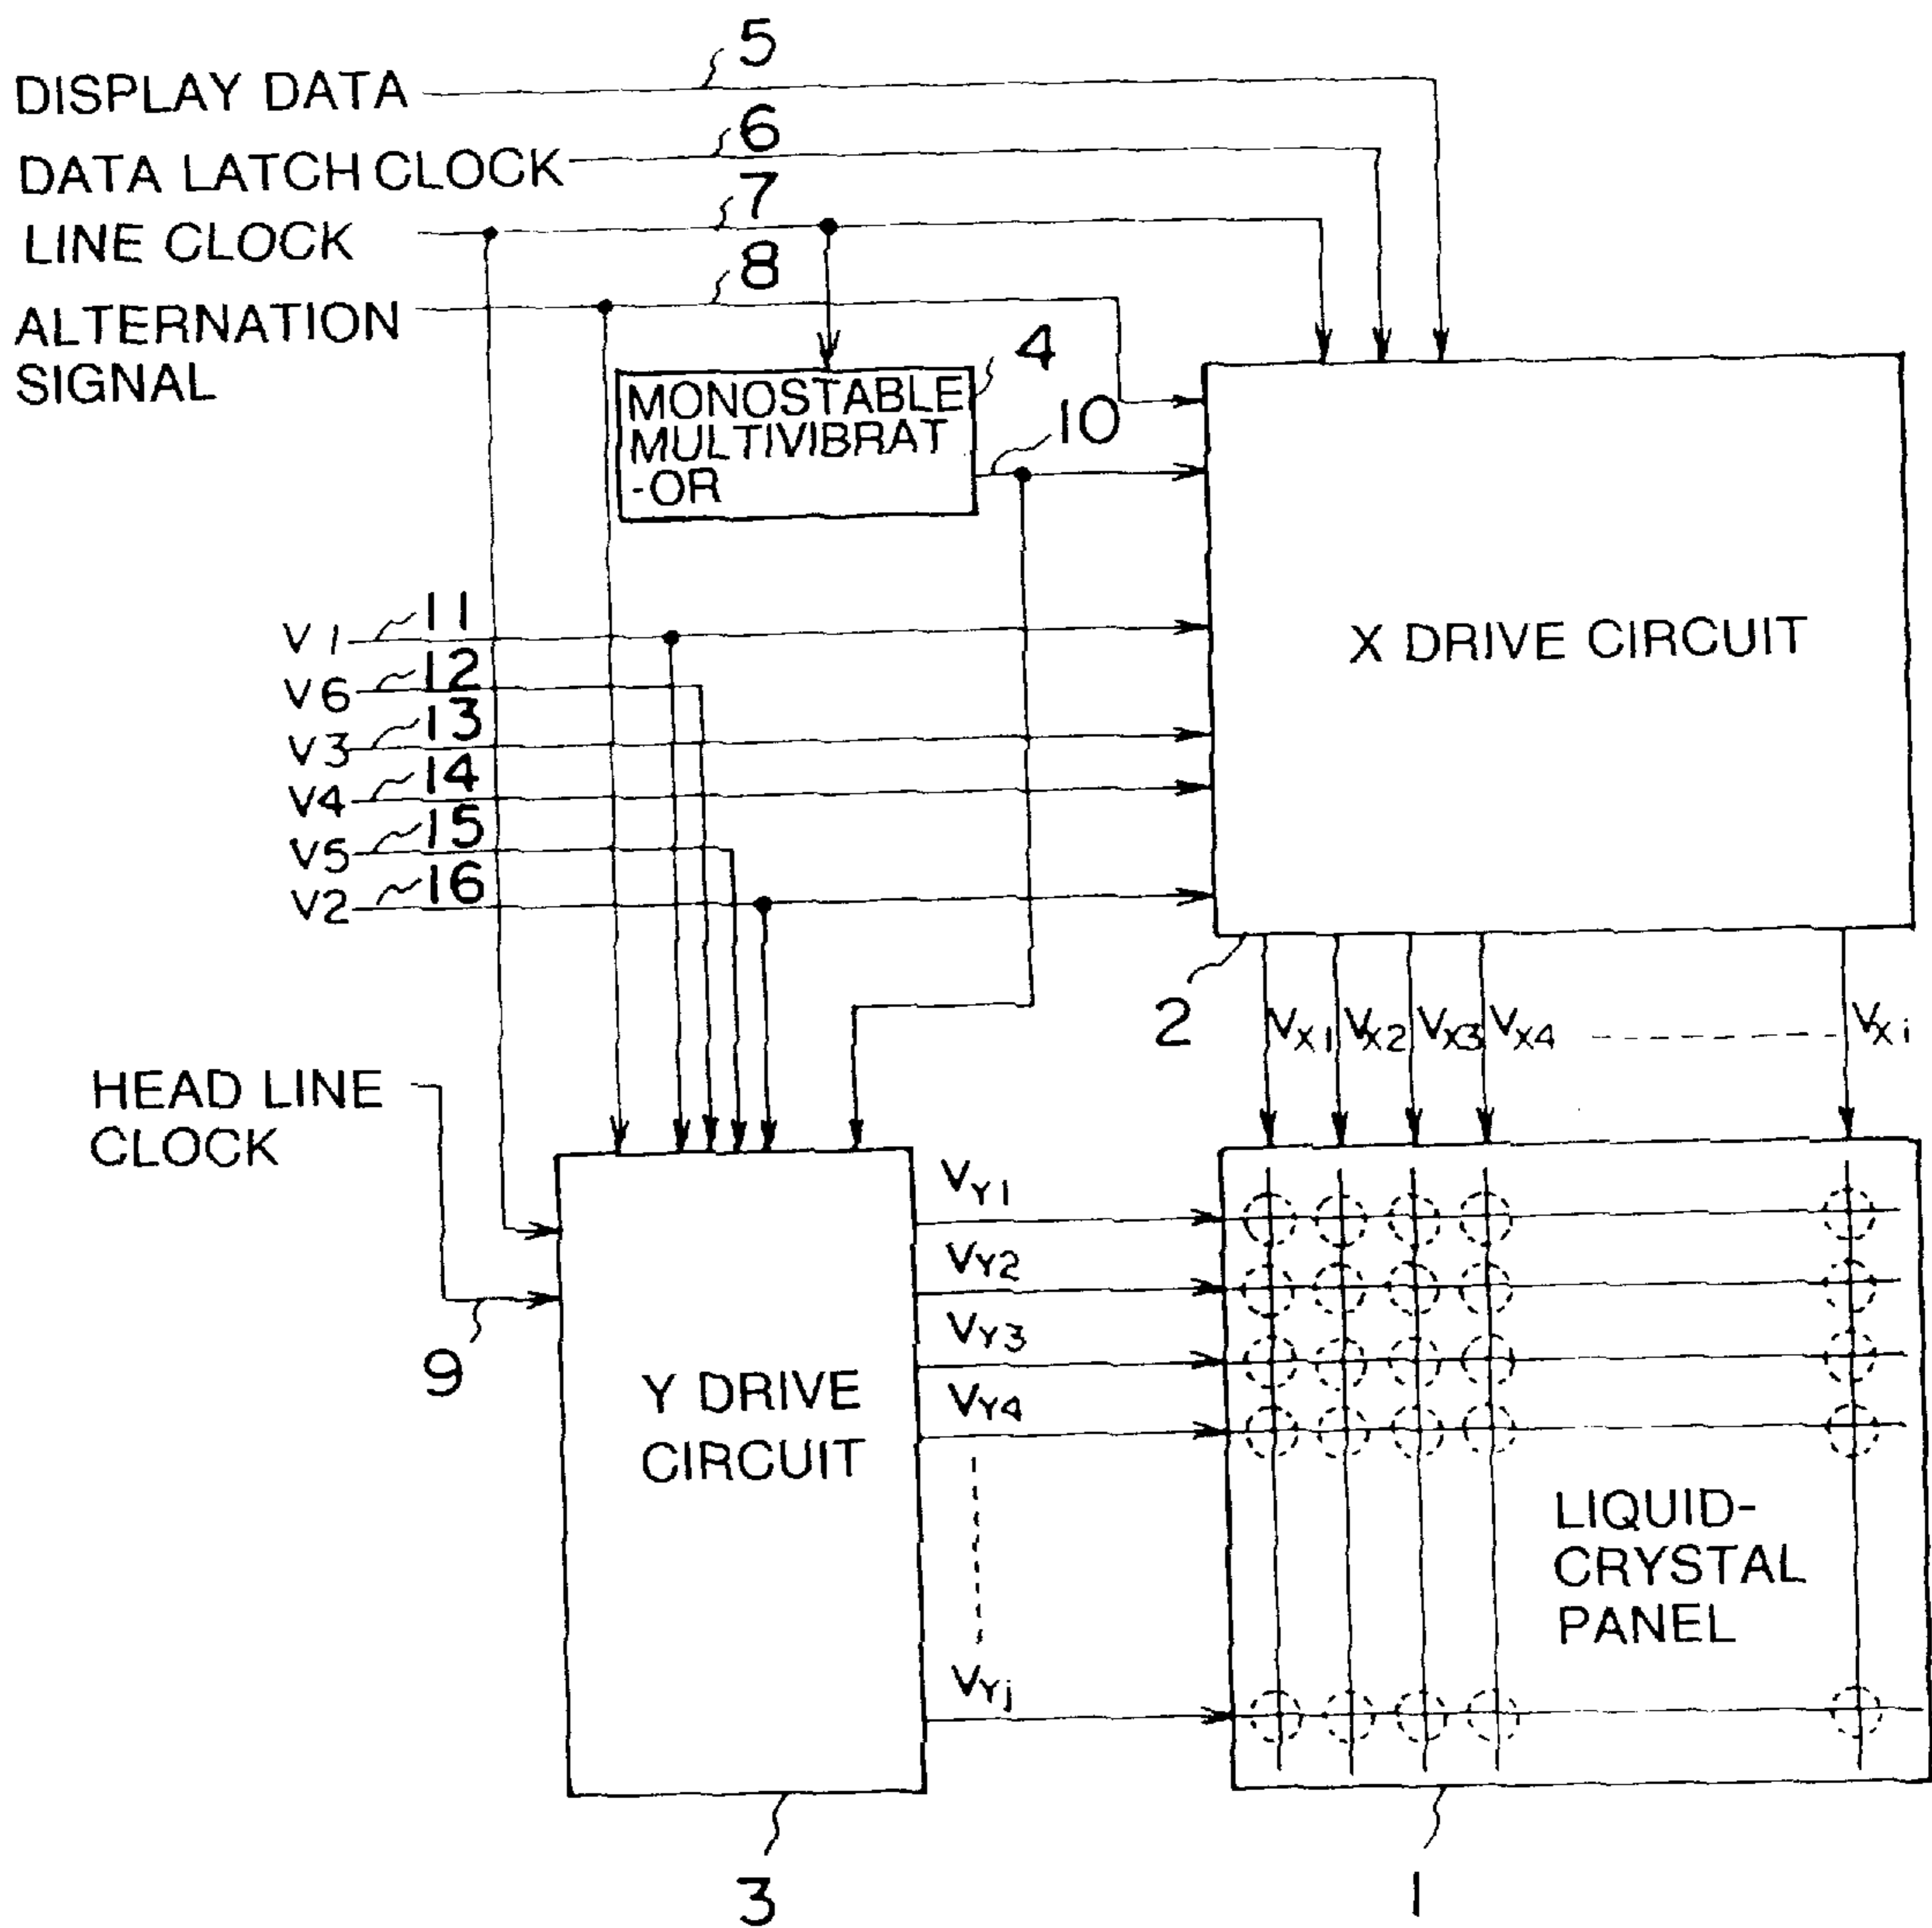 5
DISPLAY DATA
6
DATA LATCH CLOCK
7
LINE CLOCK
8
ALTERNATION
SIGNAL
4
MONOSTABLE
MULTIVIBRAT
-OR
10
X DRIVE CIRCUIT
V1
11
V6
12
V3
13
V4
14
V5
15
V2
16
2
VX1
VX2
VX3
VX4
VXi
HEAD LINE
CLOCK
9
Y DRIVE
CIRCUIT
VY1
VY2
VY3
VY4
VYj
LIQUID-
CRYSTAL
PANEL
3
1